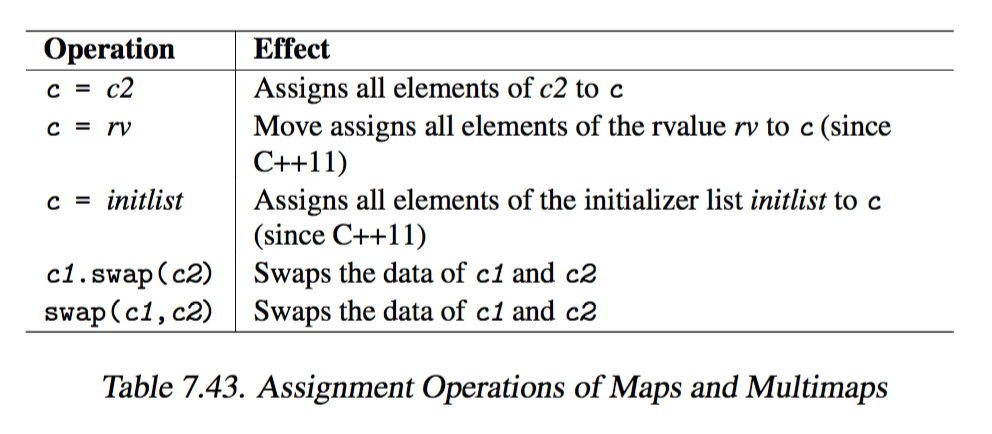 Operation Effect
c = c2 Assigns all elements of c2 to c
c = rv Move assigns all elements of the rvalue rv to c (since
C++11)
c = initlist Assigns all elements of the initializer list initlist to c
(since C++11)
c1.swap(c2) Swaps the data of c1 and c2
swap(c1,c2) Swaps the data of c1 and c2
Table 7.43. Assignment Operations of Maps and Multimaps